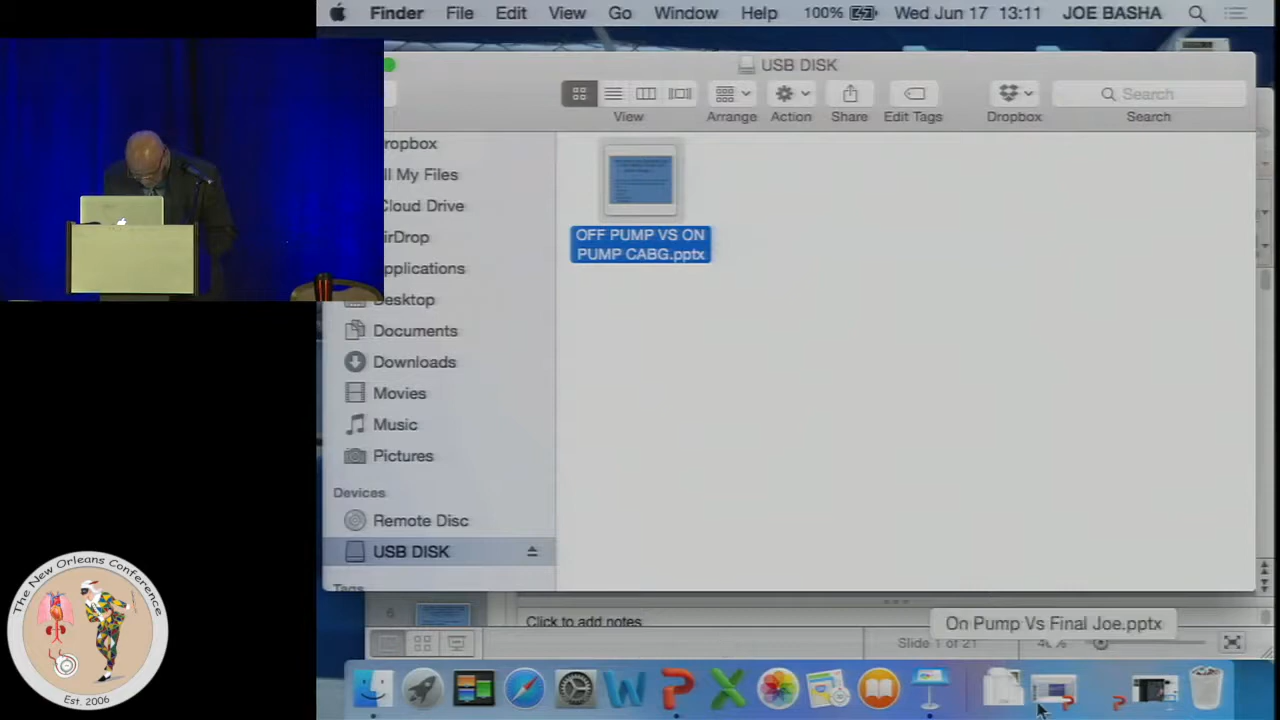 Finder File Edit View Go Window Help 100% Wed Jun 17 13:11 JOE BASHA
USB DISK
Search
View Arrange Action Share Edit Tags Dropbox Search
ropbox
ll My Files
Cloud Drive
irDrop
pplications
Desktop
Documents
Downloads
Movies
Music
Pictures
Devices
Remote Disc
USB DISK
Tags
OFF PUMP VS ON
PUMP CABG.pptx
6
Click to add notes
On Pump Vs Final Joe.pptx
Slide 1 of 21
The New Orleans Conference
Est. 2006